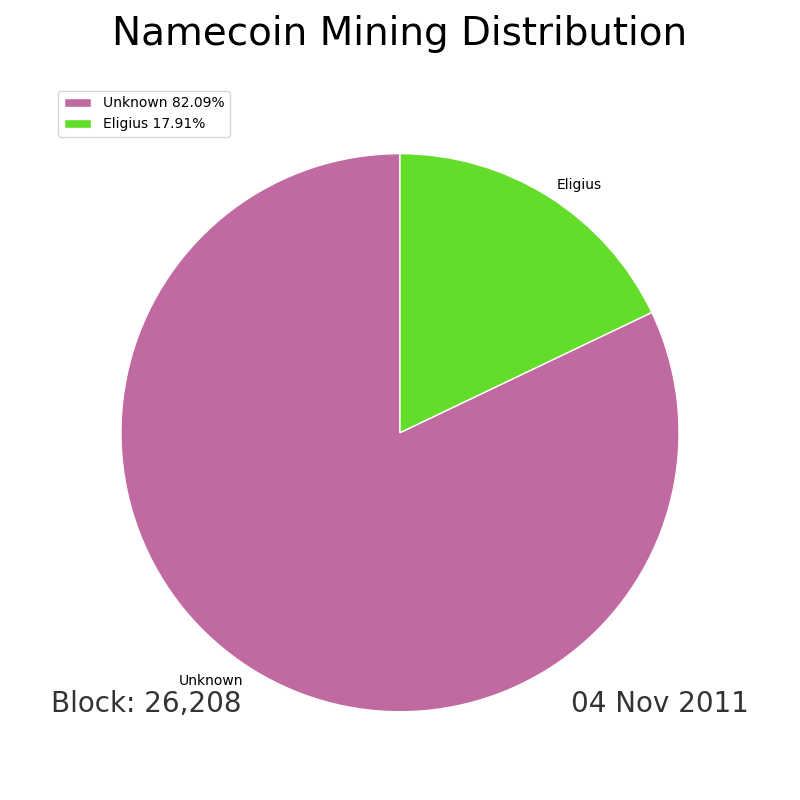 Namecoin Mining Distribution
Unknown 82.09%
Eligius 17.91%
Eligius
Unknown
Block: 26,208
04 Nov 2011